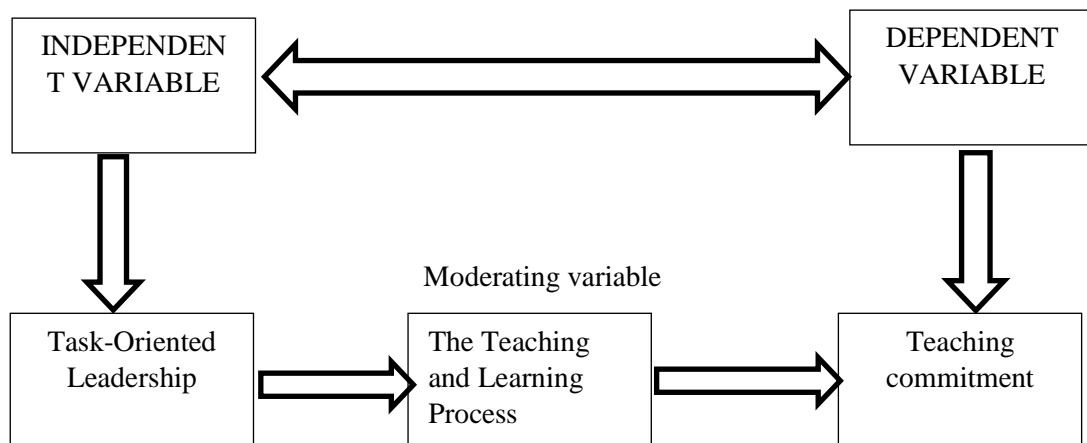 INDEPENDEN
T VARIABLE
DEPENDENT
VARIABLE
Moderating variable
Task-Oriented
Leadership
The Teaching
and Learning
Process
Teaching
commitment